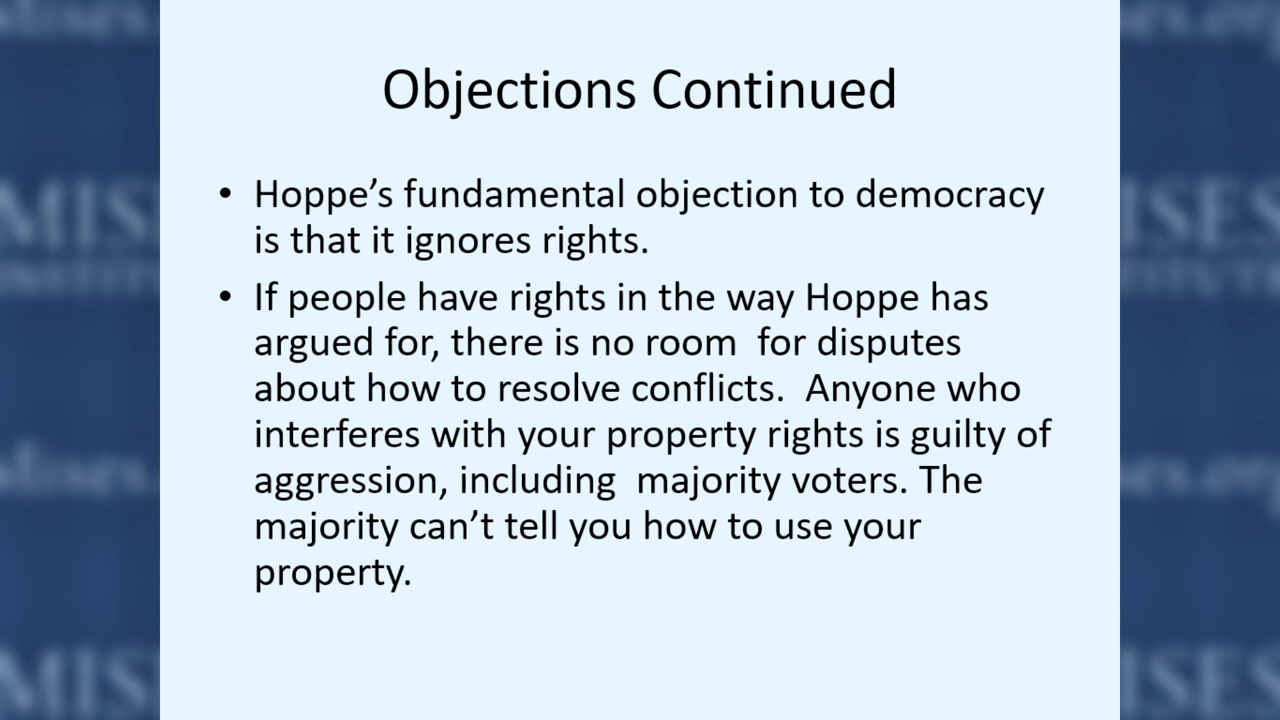 Objections Continued
• Hoppe’s fundamental objection to democracy
is that it ignores rights.
• If people have rights in the way Hoppe has
argued for, there is no room  for disputes
about how to resolve conflicts.  Anyone who
interferes with your property rights is guilty of
aggression, including  majority voters. The
majority can’t tell you how to use your
property.